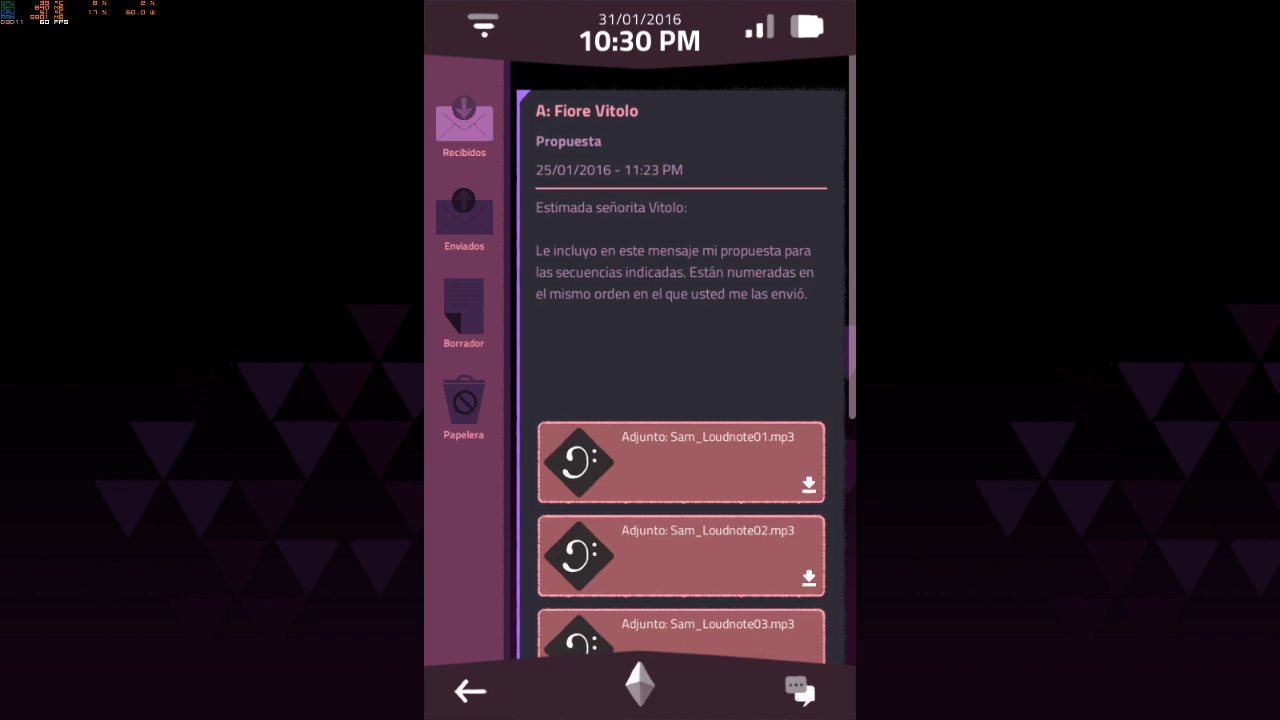 31/01/2016
10:30 PM
A: Fiore Vitolo
Propuesta
25/01/2016 - 11:23 PM
Estimada señorita Vitolo:
Le incluyo en este mensaje mi propuesta para
las secuencias indicadas. Están numeradas en
el mismo orden en el que usted me las envió.
Recibidos
Enviados
Borrador
Papelera
Adjunto: Sam_Loudnote01.mp3
Adjunto: Sam_Loudnote02.mp3
Adjunto: Sam_Loudnote03.mp3